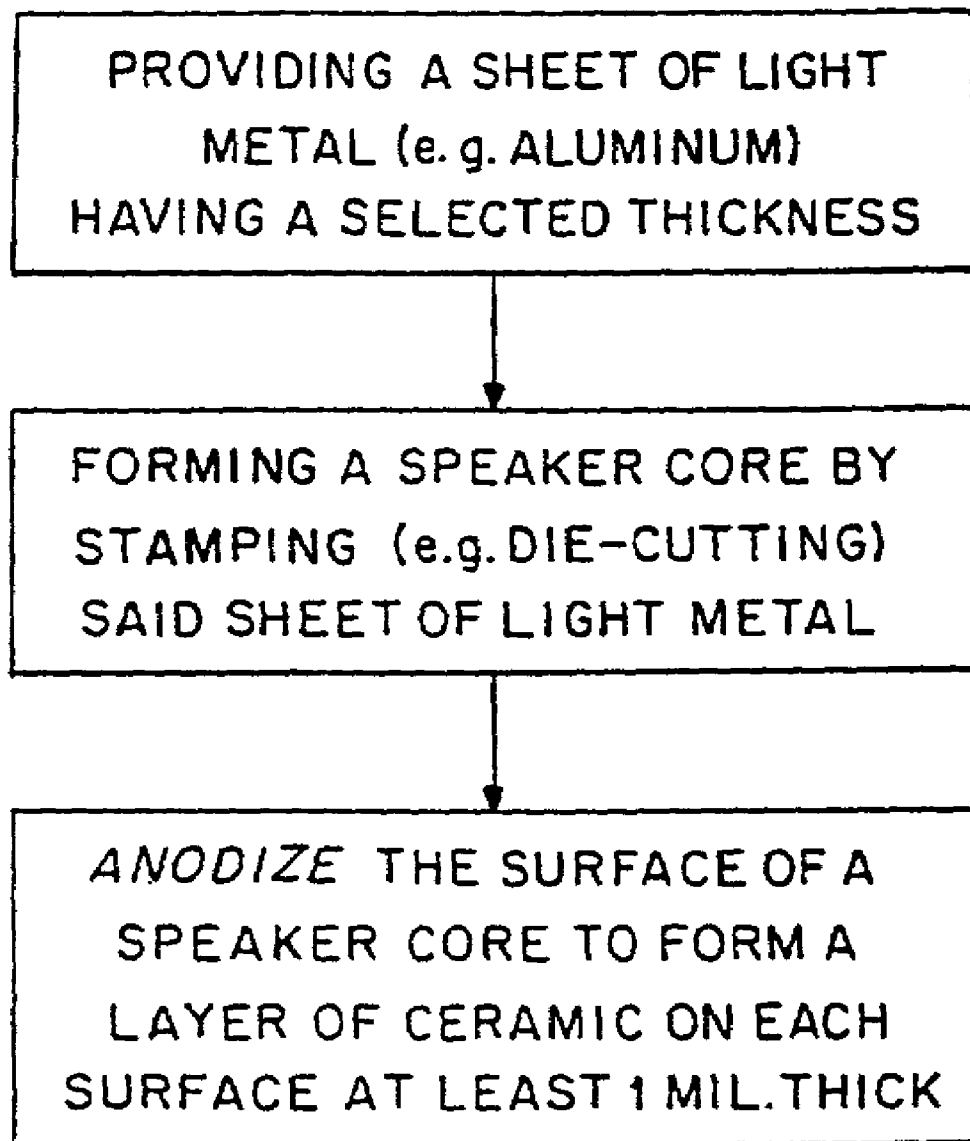 PROVIDING A SHEET OF LIGHT
METAL (e.g. ALUMINUM)
HAVING A SELECTED THICKNESS
FORMING A SPEAKER CORE BY
STAMPING (e.g. DIE-CUTTING)
SAID SHEET OF LIGHT METAL
ANODIZE THE SURFACE OF A
SPEAKER CORE TO FORM A
LAYER OF CERAMIC ON EACH
SURFACE AT LEAST 1 MIL. THICK